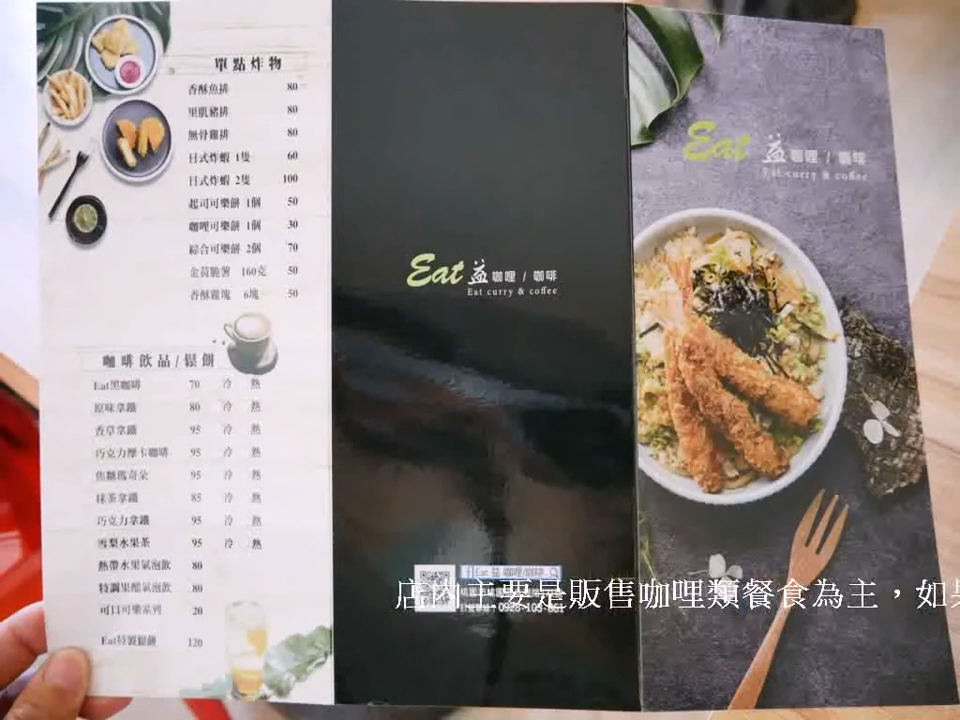 單點炸物
香酥魚排 80
里肌豬排 80
無骨雞排 80
日式炸蝦 1隻 60
日式炸蝦 2隻 100
起司可樂餅 1個 50
咖哩可樂餅 1個 30
綜合可樂餅 2個 70
金黃脆薯 160克 50
香酥雞塊 6塊 50
咖啡飲品/鬆餅
Eat黑咖啡 70 冷 熱
原味拿鐵 80 冷 熱
香草拿鐵 95 冷 熱
巧克力摩卡咖啡 95 冷 熱
焦糖瑪奇朵 95 冷 熱
抹茶拿鐵 85 冷 熱
巧克力拿鐵 95 冷 熱
雪梨水果茶 95 冷 熱
熱帶水果氣泡飲 80
特調果醋氣泡飲 80
可口可樂系列 20
Eat特製鬆餅 120
Eat 益 咖哩 / 咖啡
Eat curry & coffee
Eat 益 咖哩/咖啡
0928-103-861
Eat 益 咖哩 / 咖啡
Eat curry & coffee
店內主要是販售咖哩類餐食為主，如果